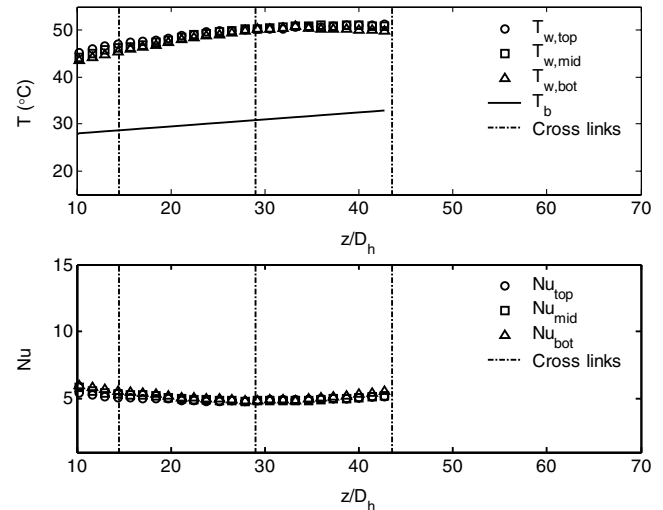 50
40
30
20
T (°C)
T_w,top
T_w,mid
T_w,bot
T_b
Cross links
10 20 30 40 50 60 70
z/D_h
15
10
5
Nu
Nu_top
Nu_mid
Nu_bot
Cross links
10 20 30 40 50 60 70
z/D_h